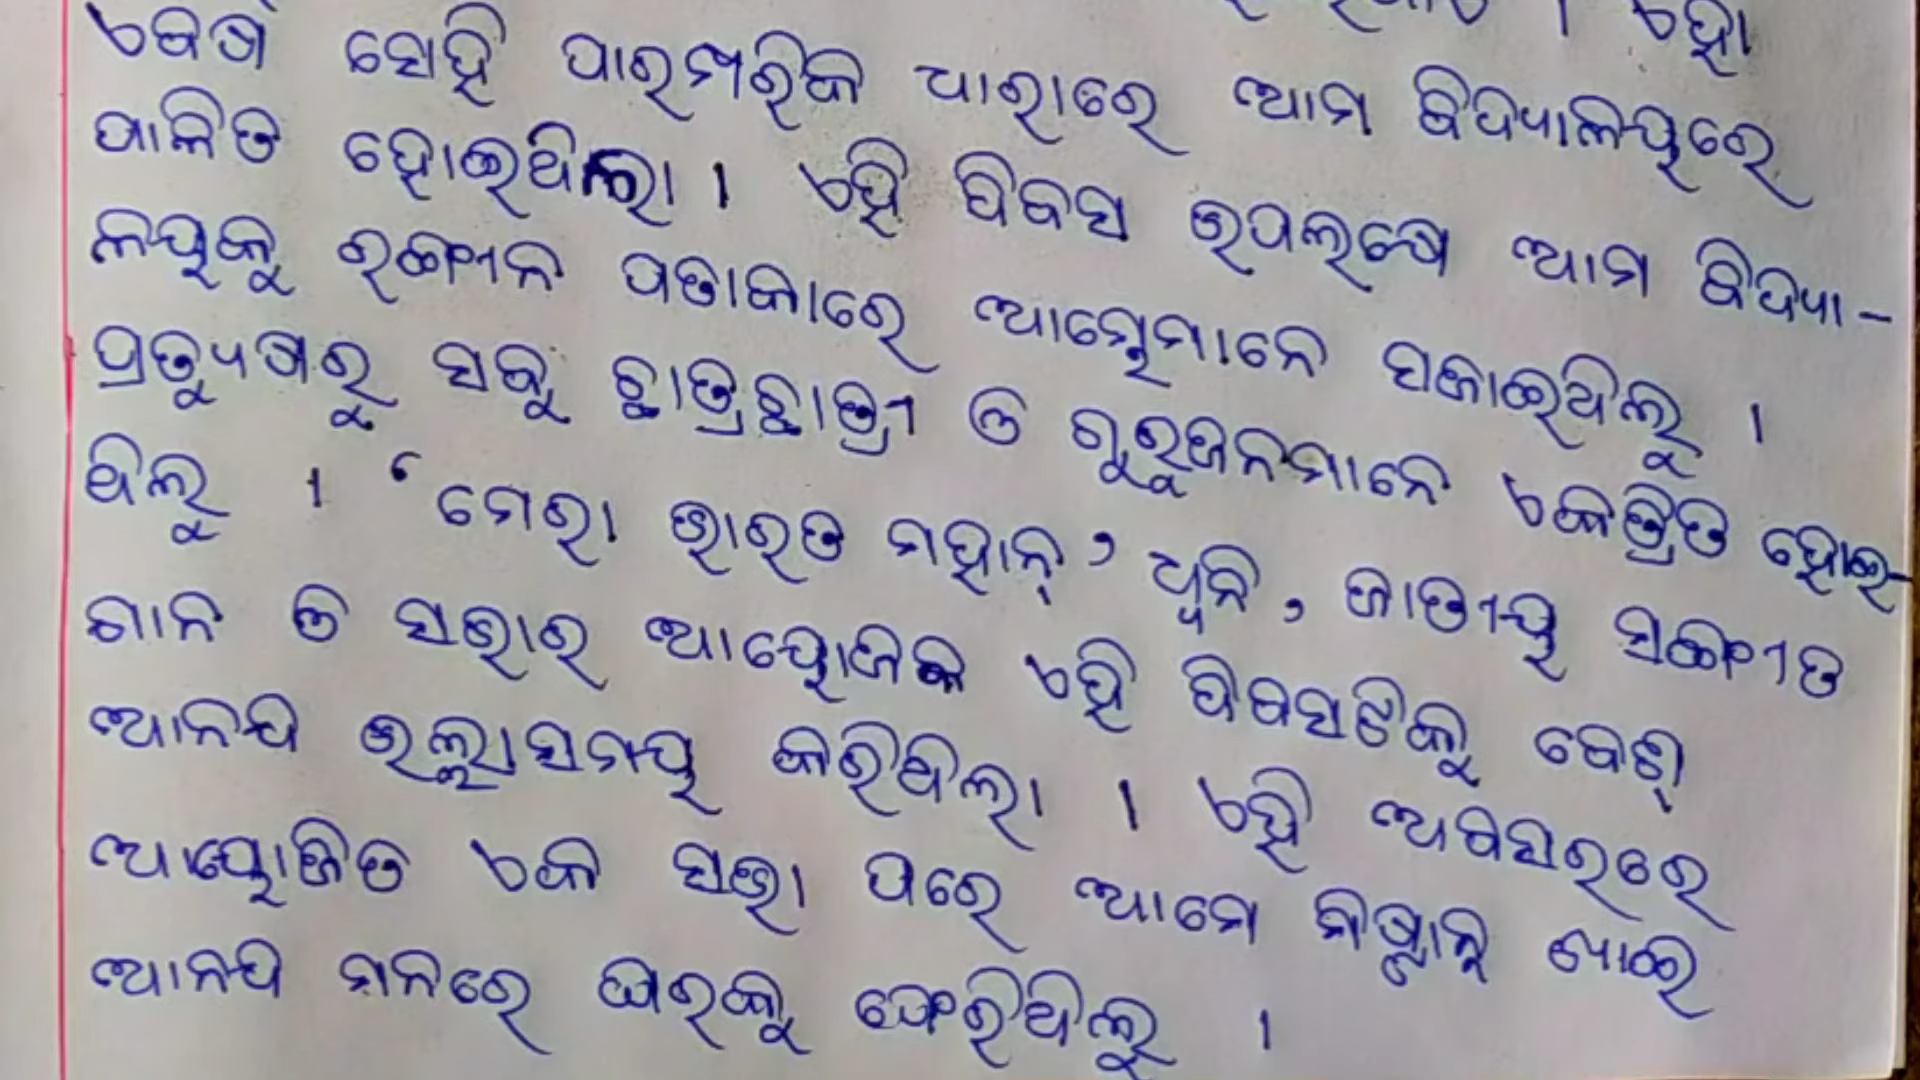 । ଏହା
ଏବର୍ଷ ସେହି ପାରମ୍ପରିକ ଧାରାରେ ଆମ ବିଦ୍ୟାଳୟରେ
ପାଳିତ ହୋଇଥିଲା । ଏହି ଦିବସ ଉପଲକ୍ଷେ ଆମ ବିଦ୍ୟା-
ଳୟକୁ ରଙ୍ଗୀନ ପତାକାରେ ଆମ୍ଭେମାନେ ସଜାଇଥିଲୁ ।
ପ୍ରତ୍ୟୁଷରୁ ସବୁ ଛାତ୍ରଛାତ୍ରୀ ଓ ଗୁରୁଜନମାନେ ଏକତ୍ରିତ ହୋଇ-
ଥିଲୁ । ‘ ମେରା ଭାରତ ମହାନ୍ ’ ଧ୍ୱନି , ଜାତୀୟ ସଙ୍ଗୀତ
ଗାନ ଓ ସଭାର ଆୟୋଜନ ଏହି ଦିବସଟିକୁ ବେଶ୍
ଆନନ୍ଦ ଉଲ୍ଲାସମୟ କରିଥିଲା । ଏହି ଅବସରରେ
ଆୟୋଜିତ ଏକ ସଭା ପରେ ଆମେ ମିଷ୍ଟାନ୍ନ ଖାଇ
ଆନନ୍ଦ ମନରେ ଘରକୁ ଫେରିଥିଲୁ ।